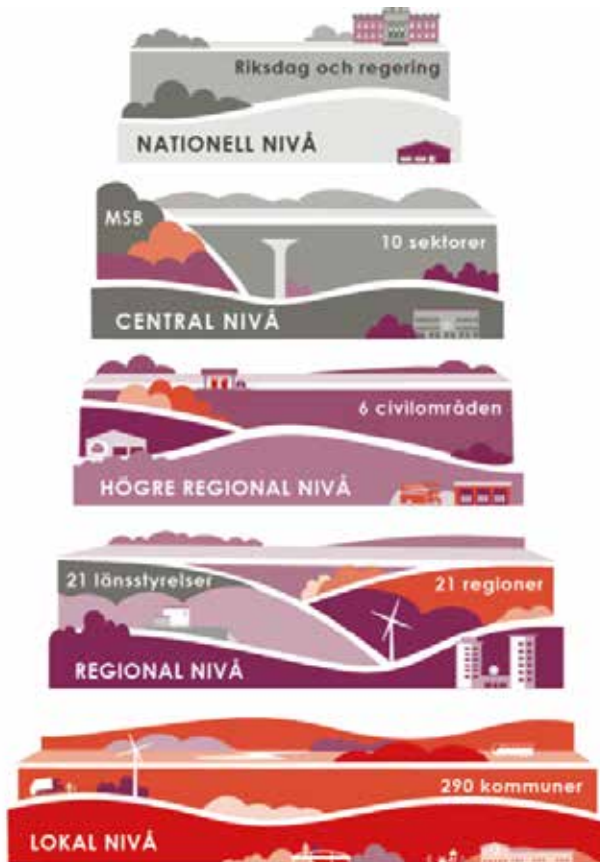 Riksdag och regering
NATIONELL NIVÅ
MSB
10 sektorer
CENTRAL NIVÅ
6 civilområden
HÖGRE REGIONAL NIVÅ
21 länsstyrelser
21 regioner
REGIONAL NIVÅ
290 kommuner
LOKAL NIVÅ